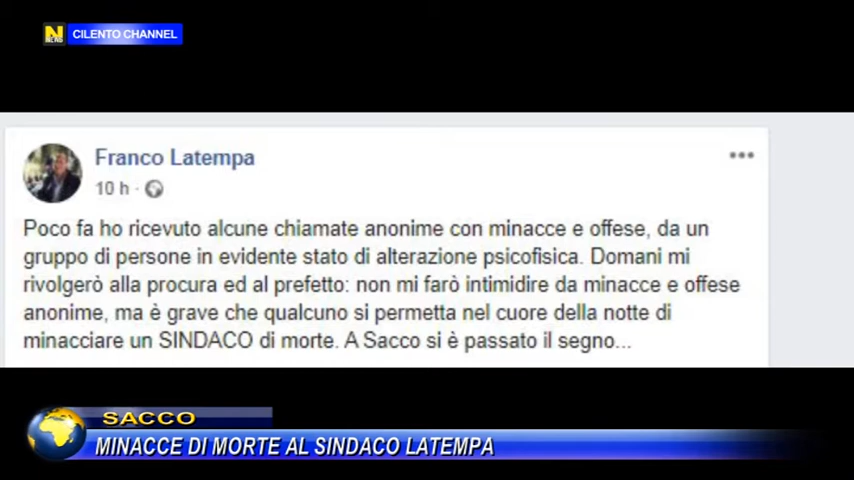 CILENTO CHANNEL
Franco Latempa
10 h ·
Poco fa ho ricevuto alcune chiamate anonime con minacce e offese, da un
gruppo di persone in evidente stato di alterazione psicofisica. Domani mi
rivolgerò alla procura ed al prefetto: non mi farò intimidire da minacce e offese
anonime, ma è grave che qualcuno si permetta nel cuore della notte di
minacciare un SINDACO di morte. A Sacco si è passato il segno...
SACCO
MINACCE DI MORTE AL SINDACO LATEMPA